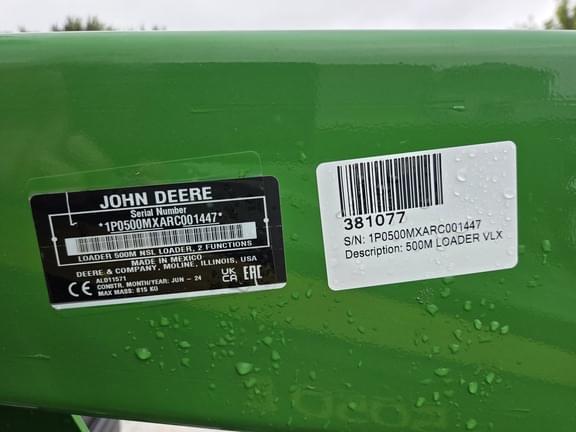 JOHN DEERE
Serial Number
*1P0500MXARC001447*
LOADER 500M NSL LOADER, 2 FUNCTIONS
MADE IN MEXICO
DEERE & COMPANY, MOLINE, ILLINOIS, USA
AL011571
CONSTR. MONTH/YEAR: JUN - 24
MAX MASS: 815 KG
CE
UK
CA
EAC
381077
S/N: 1P0500MXARC001447
Description: 500M LOADER VLX